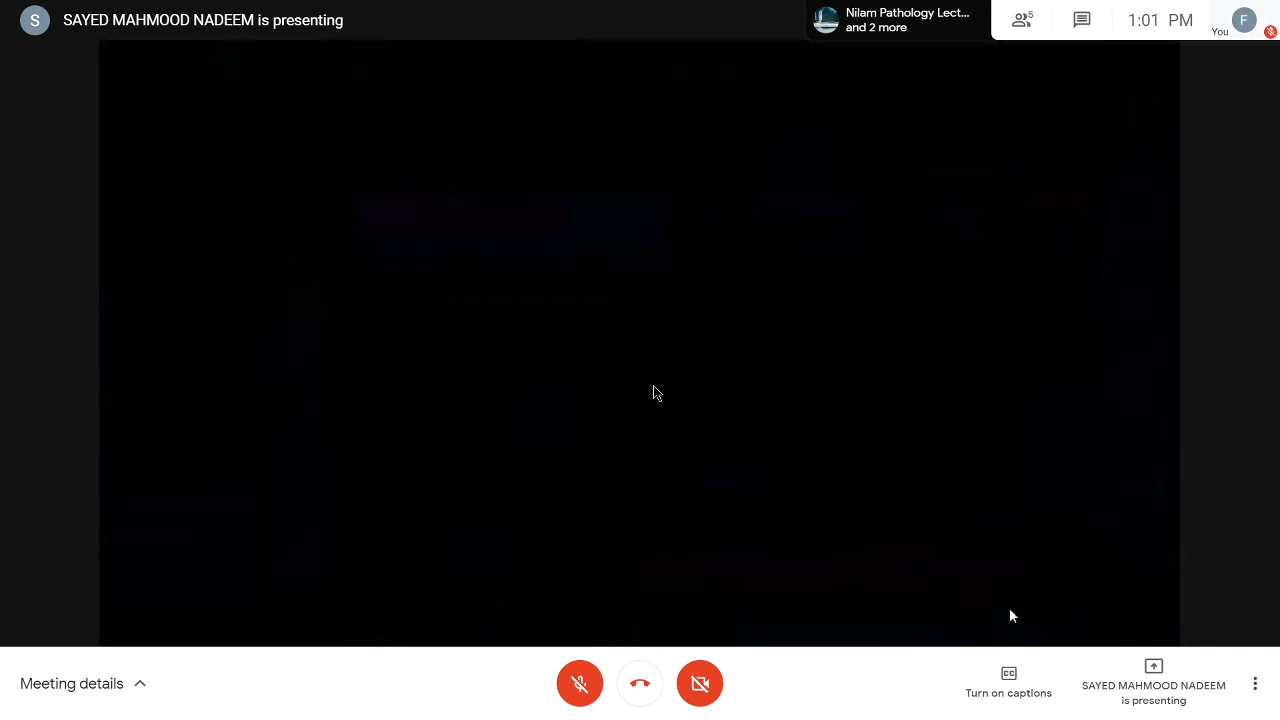 S
SAYED MAHMOOD NADEEM is presenting
Nilam Pathology Lect...
and 2 more
5
1:01 PM
You
F
Meeting details
CC
Turn on captions
SAYED MAHMOOD NADEEM
is presenting